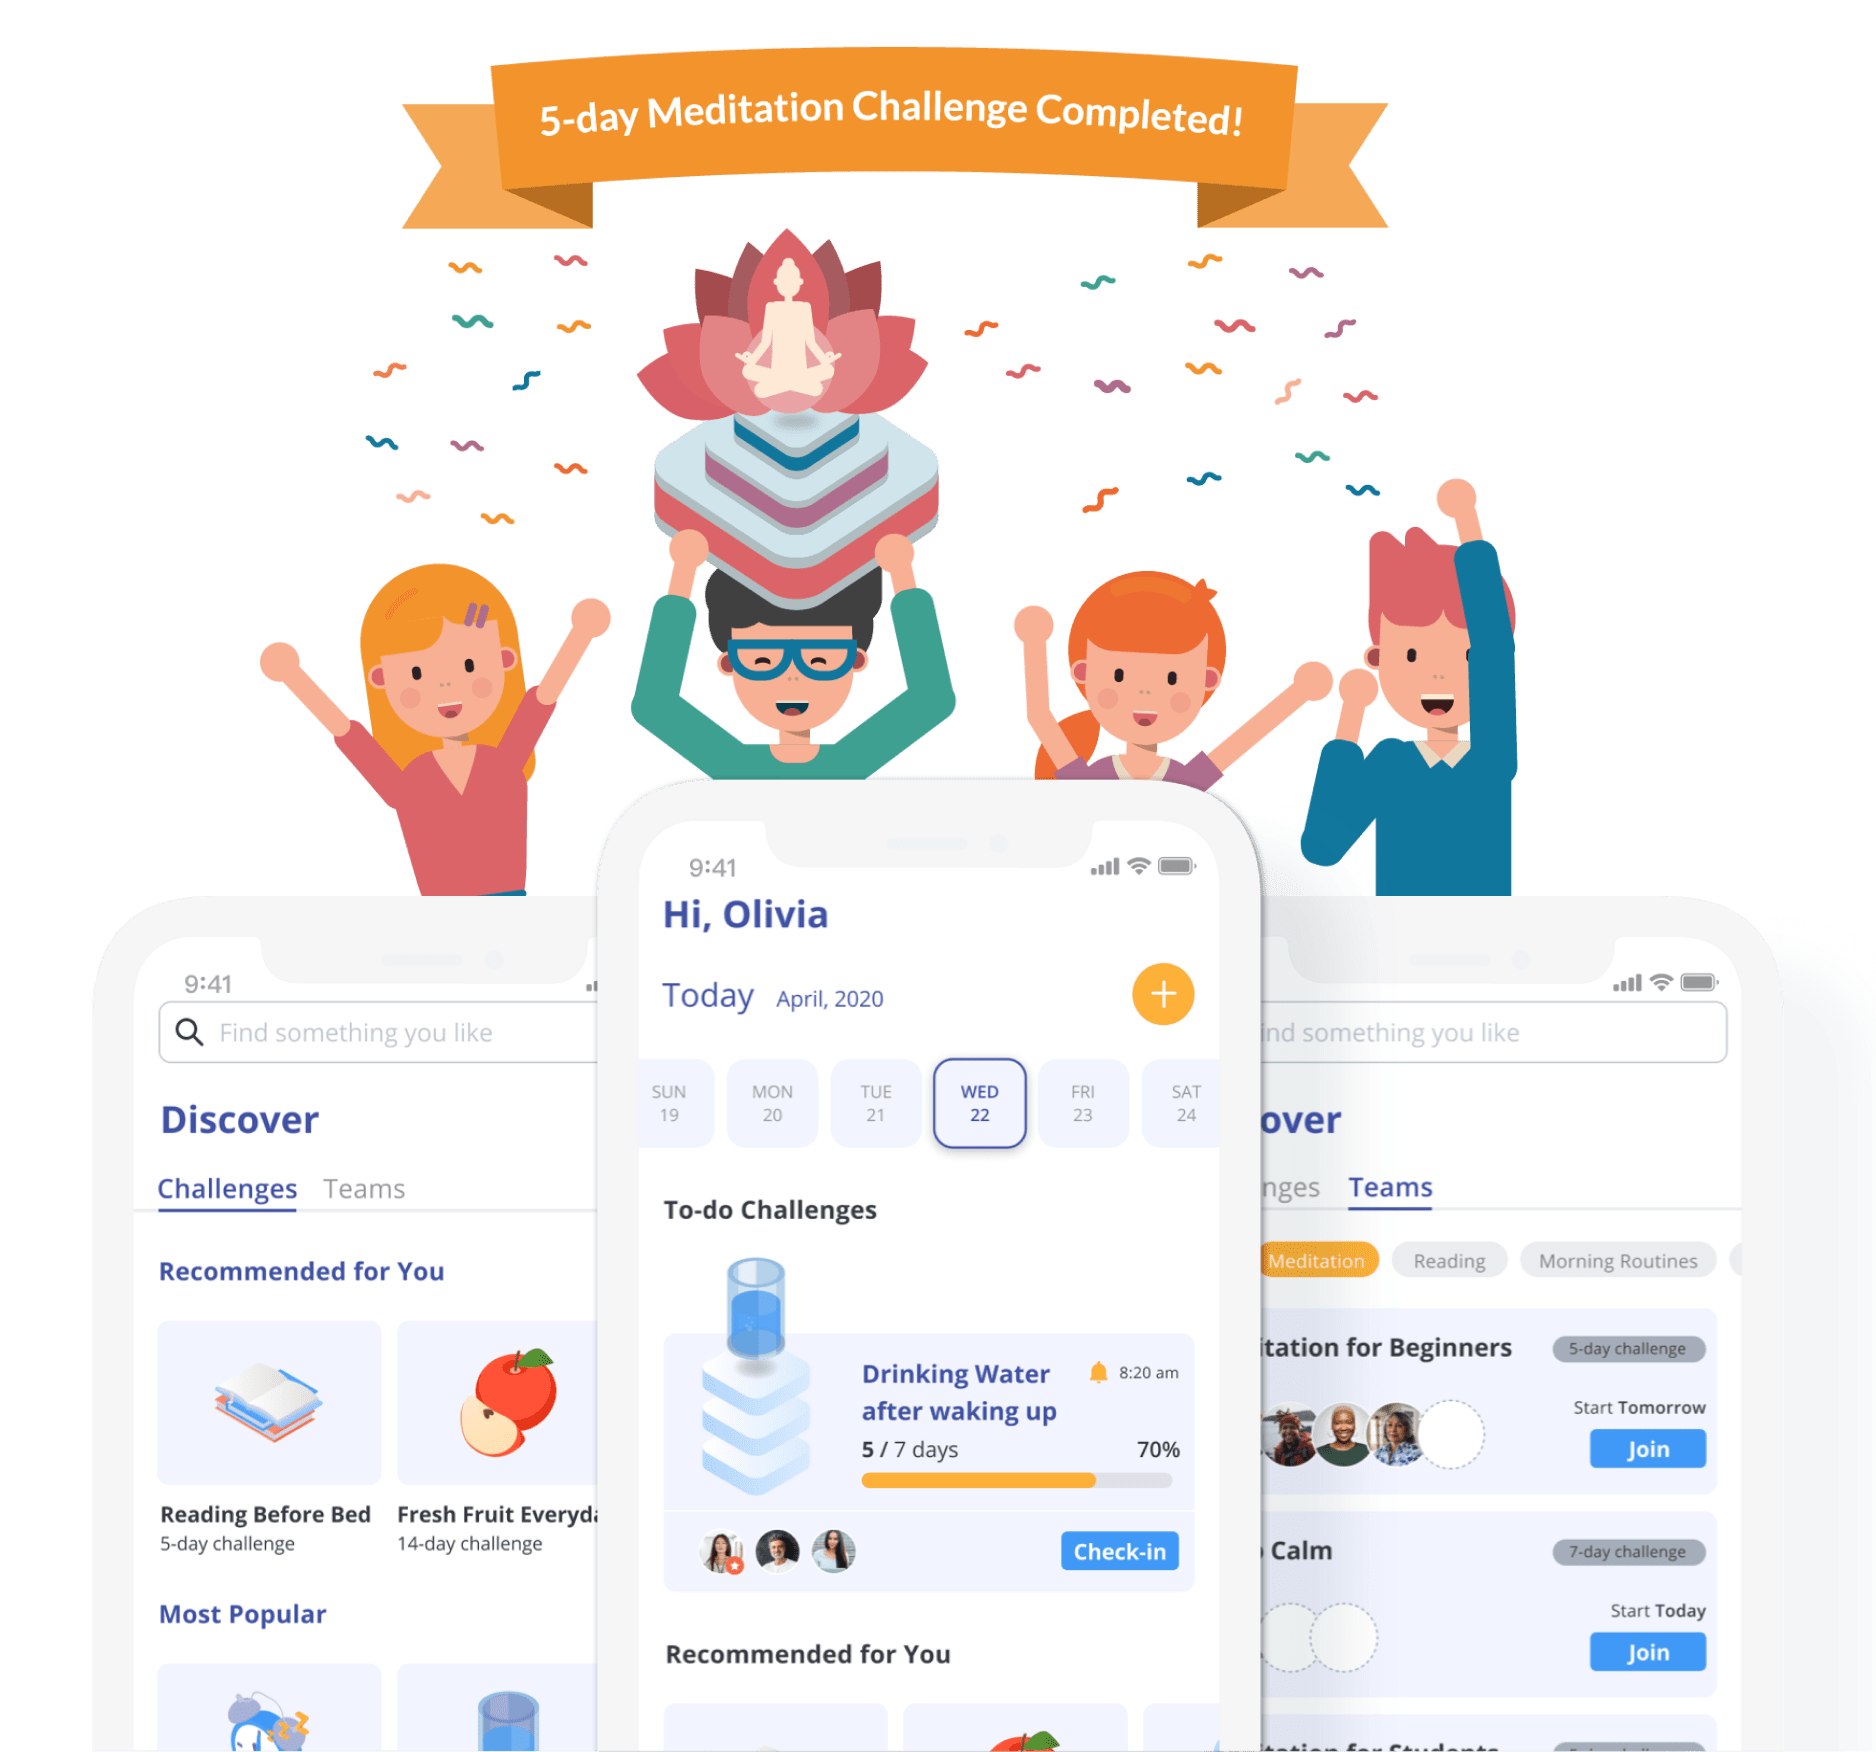 5-day Meditation Challenge Completed!
9:41
Find something you like
Discover
Challenges Teams
Recommended for You
Reading Before Bed
5-day challenge
Fresh Fruit Everyda
14-day challenge
Most Popular
9:41
Hi, Olivia
Today April, 2020
SUN MON TUE WED FRI SAT
19 20 21 22 23 24
To-do Challenges
Drinking Water
after waking up
8:20 am
5 / 7 days 70%
Check-in
Recommended for You
ind something you like
over
nges Teams
Meditation Reading Morning Routines
itation for Beginners 5-day challenge
Start Tomorrow
Join
Calm 7-day challenge
Start Today
Join
itation for Students